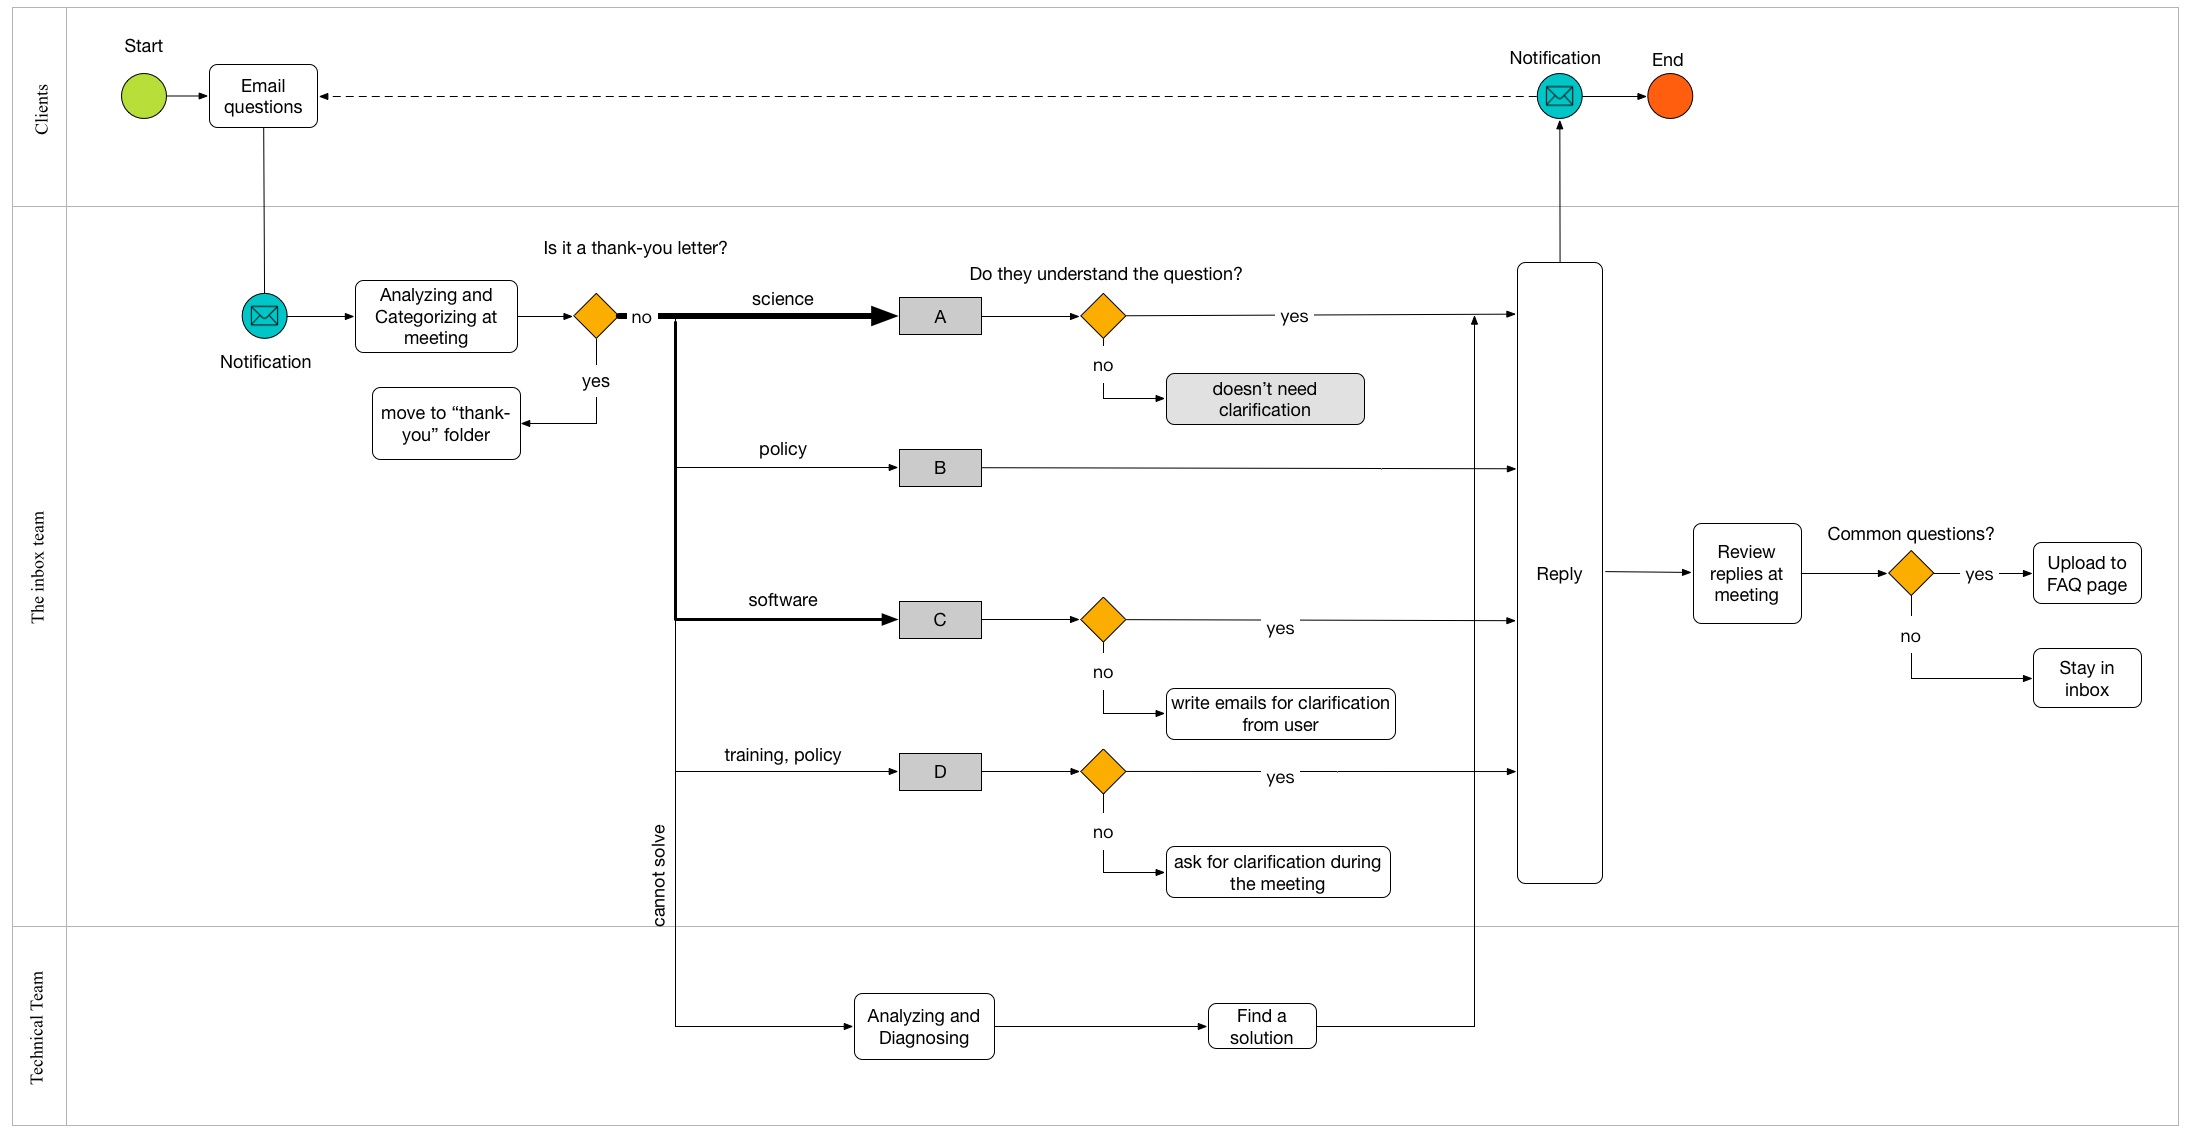 Clients
Start
Email
questions
Notification
End
The inbox team
Is it a thank-you letter?
Notification
Analyzing and
Categorizing at
meeting
no
yes
move to “thank-
you” folder
science
A
Do they understand the question?
yes
no
doesn’t need
clarification
policy
B
software
C
yes
no
write emails for clarification
from user
training, policy
D
yes
no
ask for clarification during
the meeting
cannot solve
Reply
Review
replies at
meeting
Common questions?
yes
Upload to
FAQ page
no
Stay in
inbox
Technical Team
Analyzing and
Diagnosing
Find a
solution